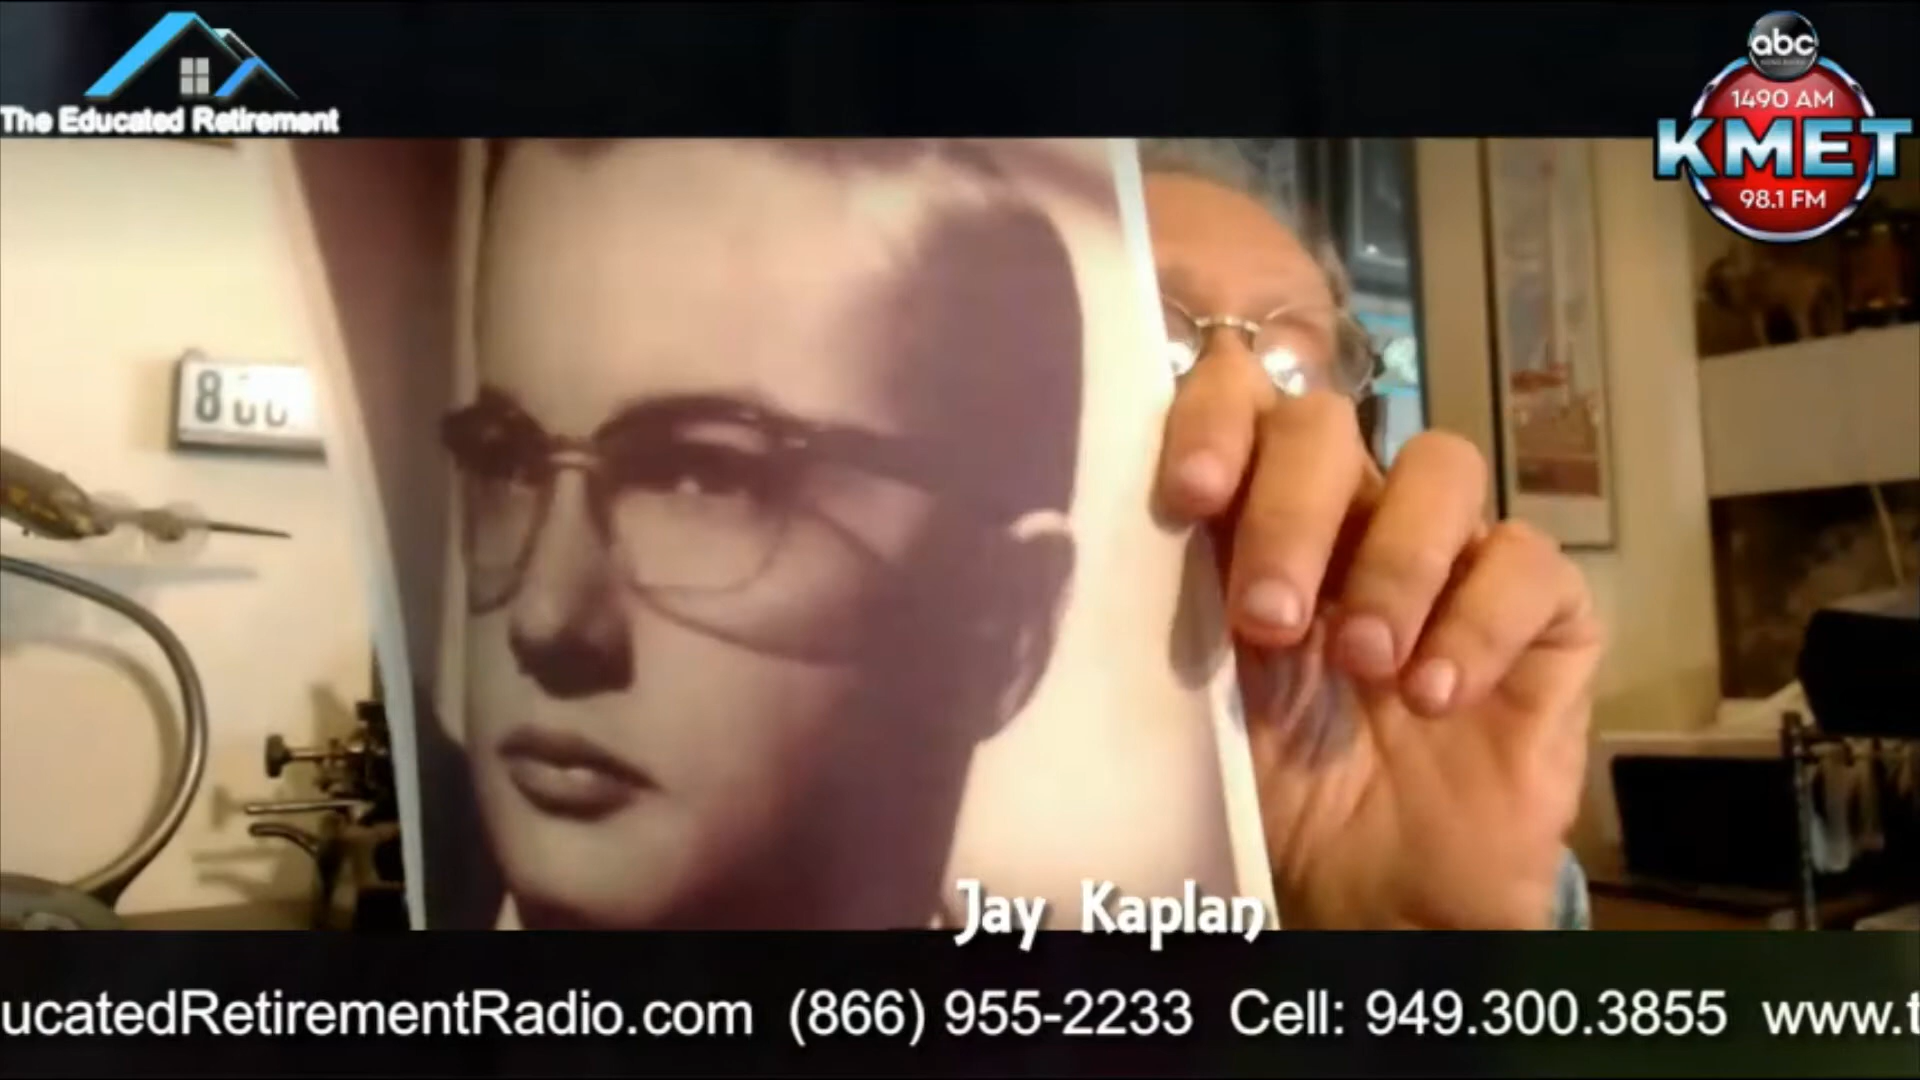 The Educated Retirement
abc
1490 AM
KMET
98.1 FM
8
Jay Kaplan
ucatedRetirementRadio.com (866) 955-2233 Cell: 949.300.3855 www.t